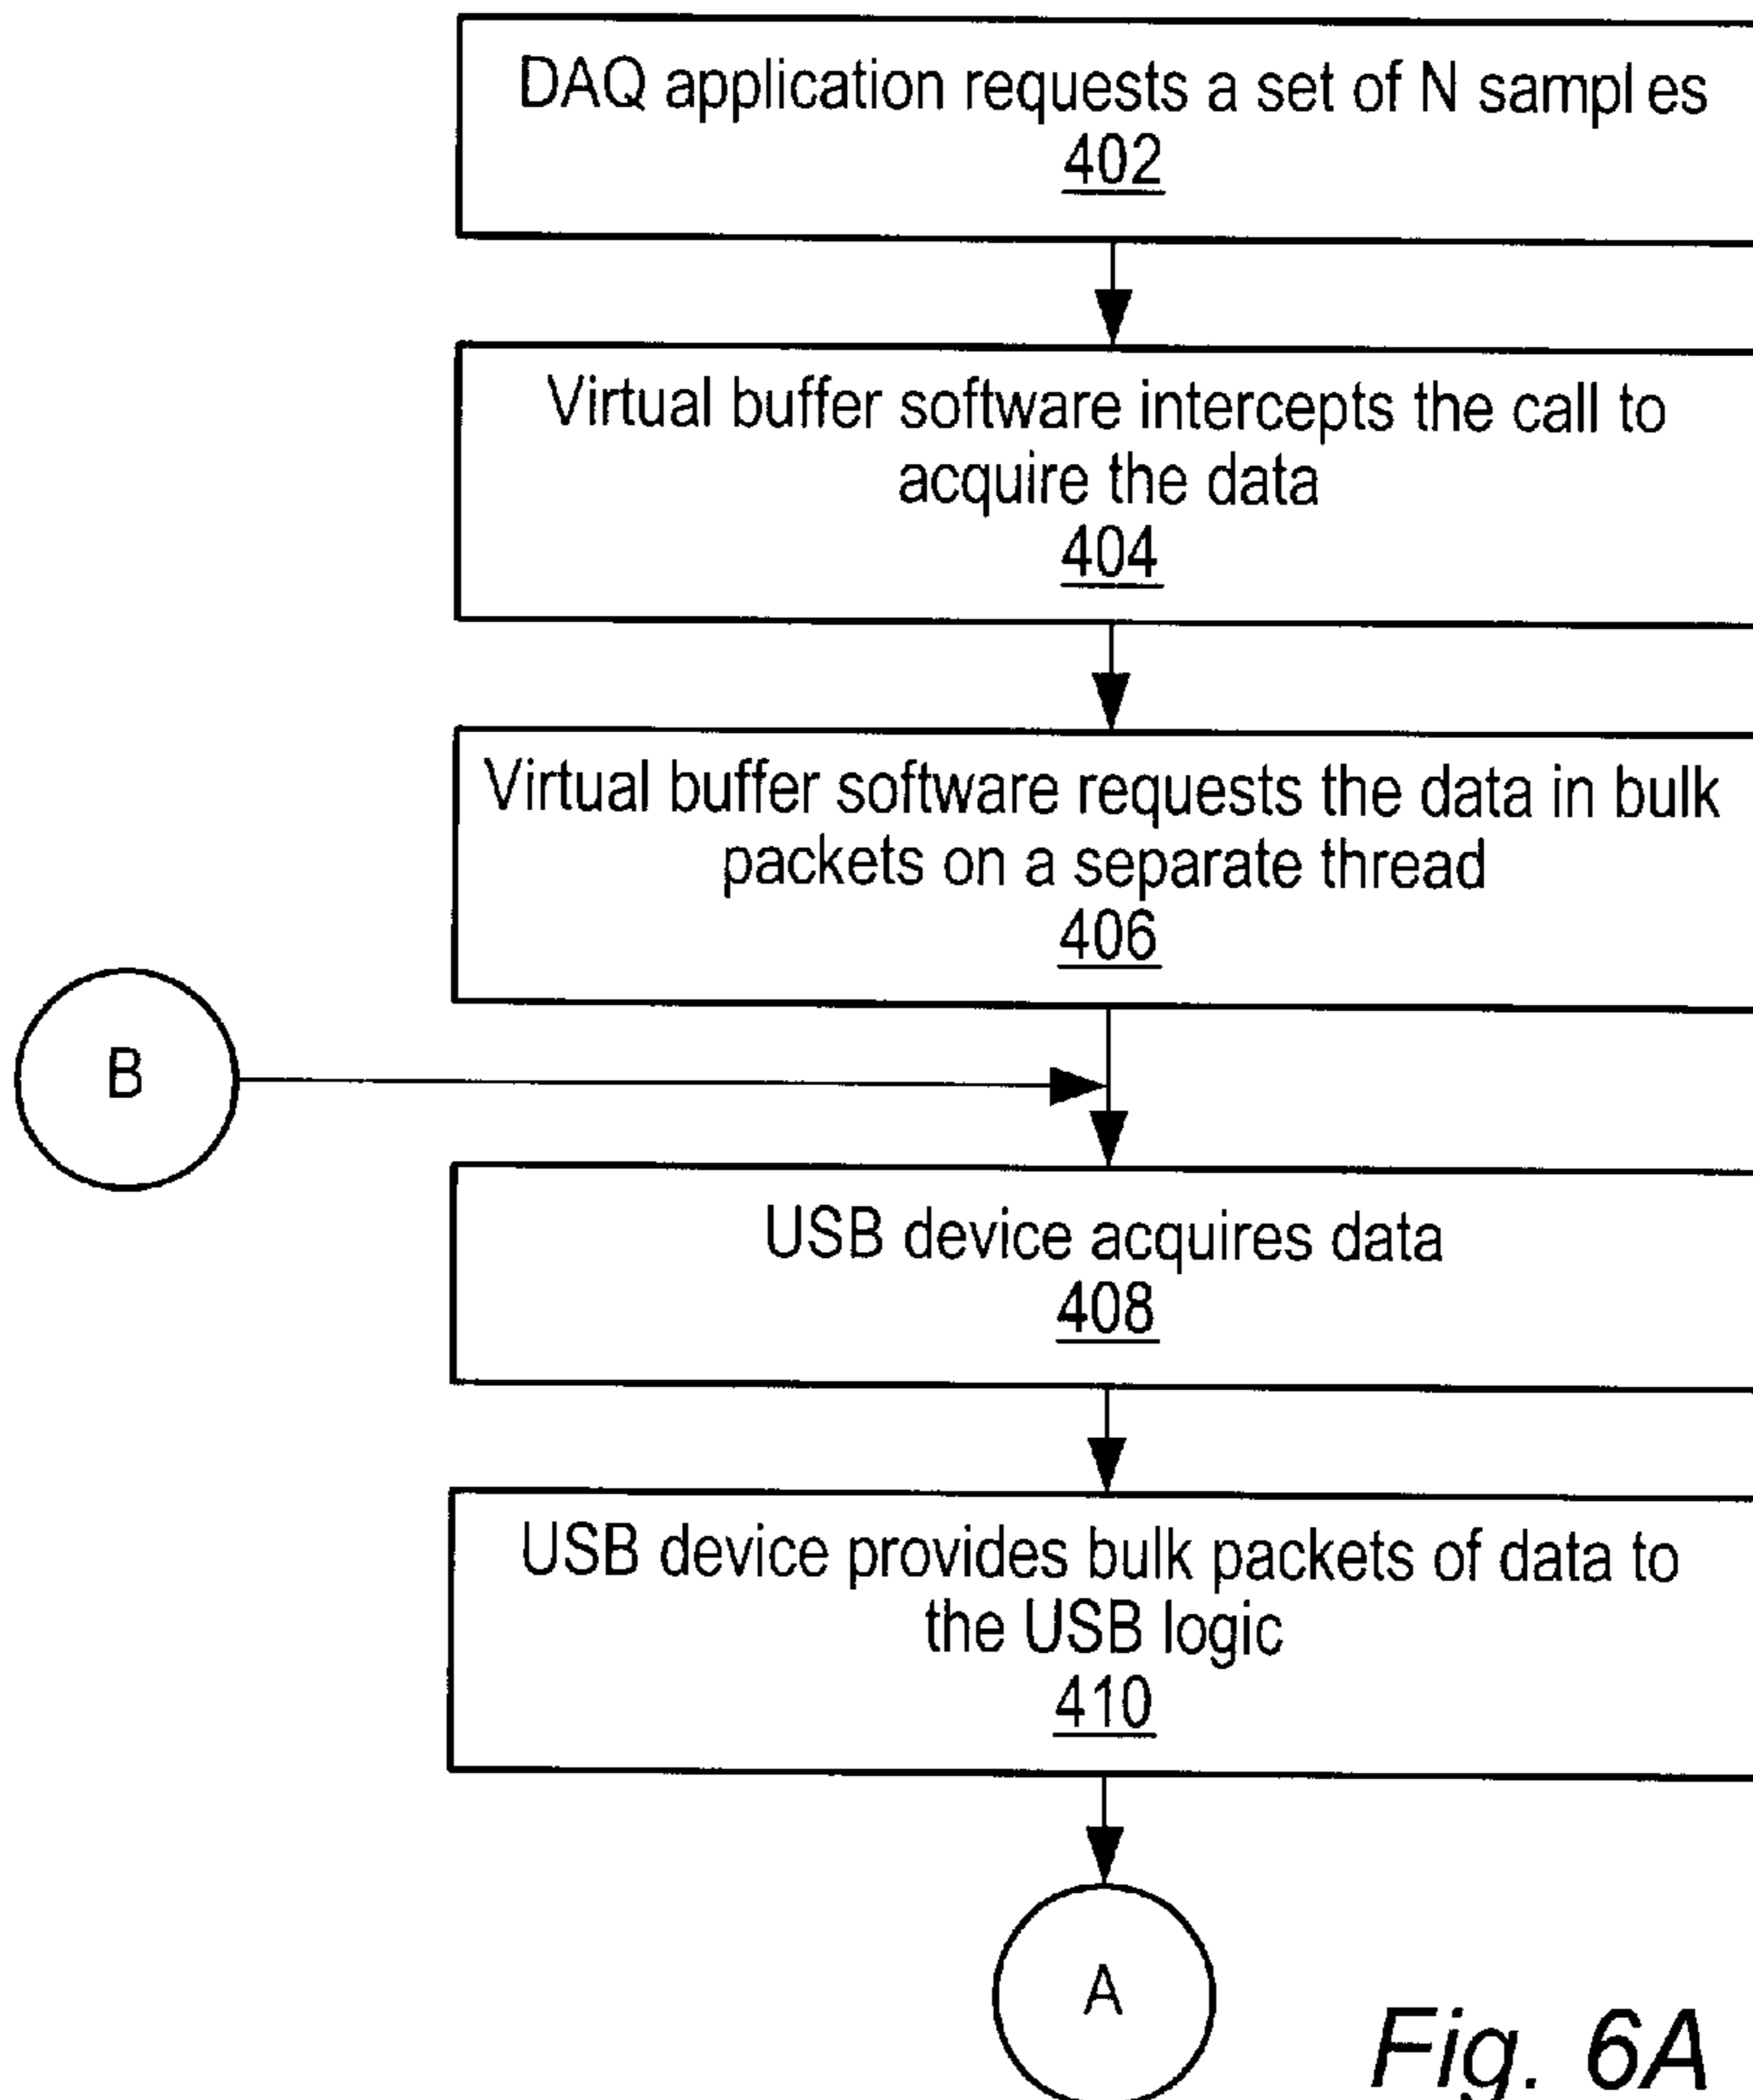 DAQ application requests a set of N samples
402
Virtual buffer software intercepts the call to
acquire the data
404
Virtual buffer software requests the data in bulk
packets on a separate thread
406
B
USB device acquires data
408
USB device provides bulk packets of data to
the USB logic
410
A
Fig. 6A